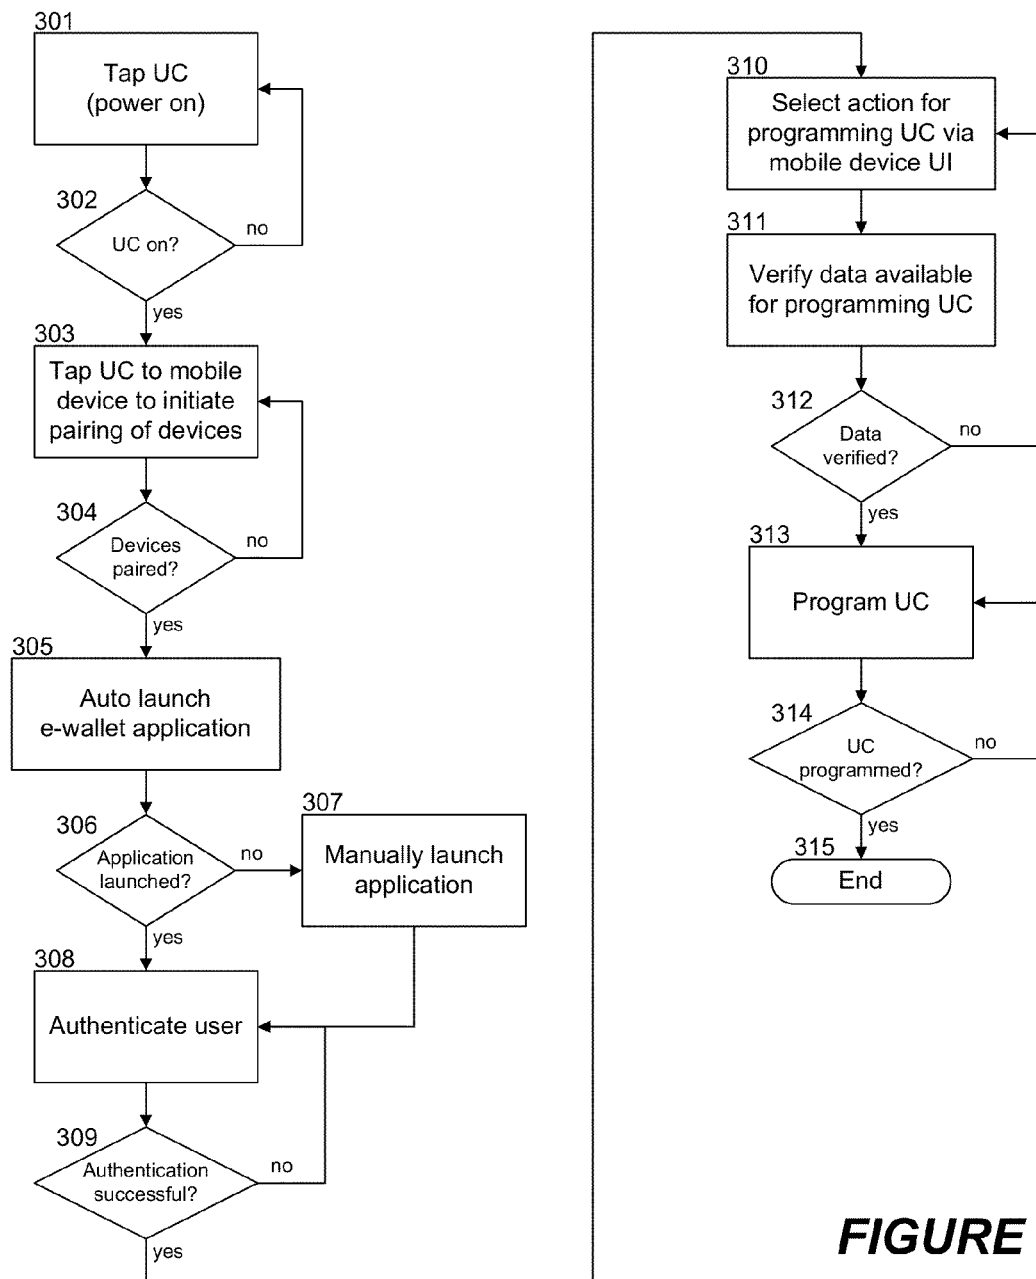 301
Tap UC
(power on)
302
UC on?
no
yes
303
Tap UC to mobile
device to initiate
pairing of devices
304
Devices
paired?
no
yes
305
Auto launch
e-wallet application
306
Application
launched?
no
307
Manually launch
application
yes
308
Authenticate user
309
Authentication
successful?
no
yes
310
Select action for
programming UC via
mobile device UI
311
Verify data available
for programming UC
312
Data
verified?
no
yes
313
Program UC
314
UC
programmed?
no
yes
315
End
FIGURE